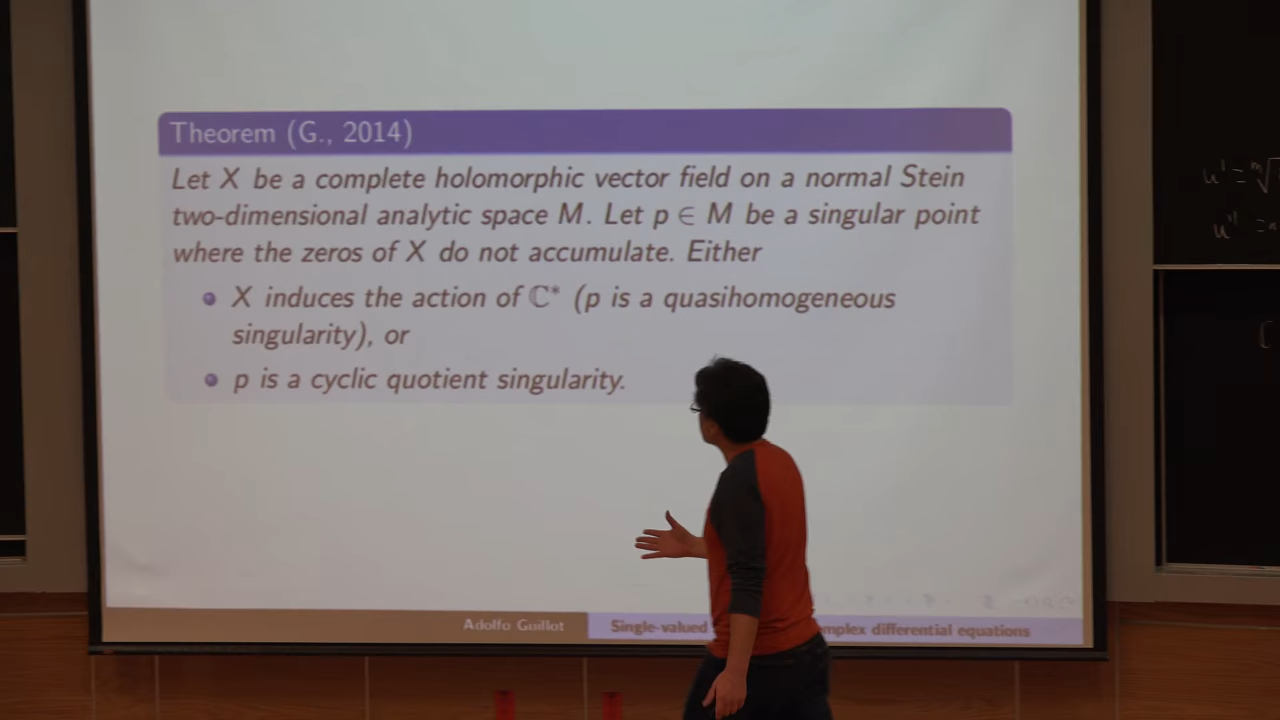 Theorem (G., 2014)
Let X be a complete holomorphic vector field on a normal Stein
two-dimensional analytic space M. Let p ∈ M be a singular point
where the zeros of X do not accumulate. Either
• X induces the action of ℂ* (p is a quasihomogeneous
singularity), or
• p is a cyclic quotient singularity.
Adolfo Guillot
Single-valued mplex differential equations
u' =
u'' =